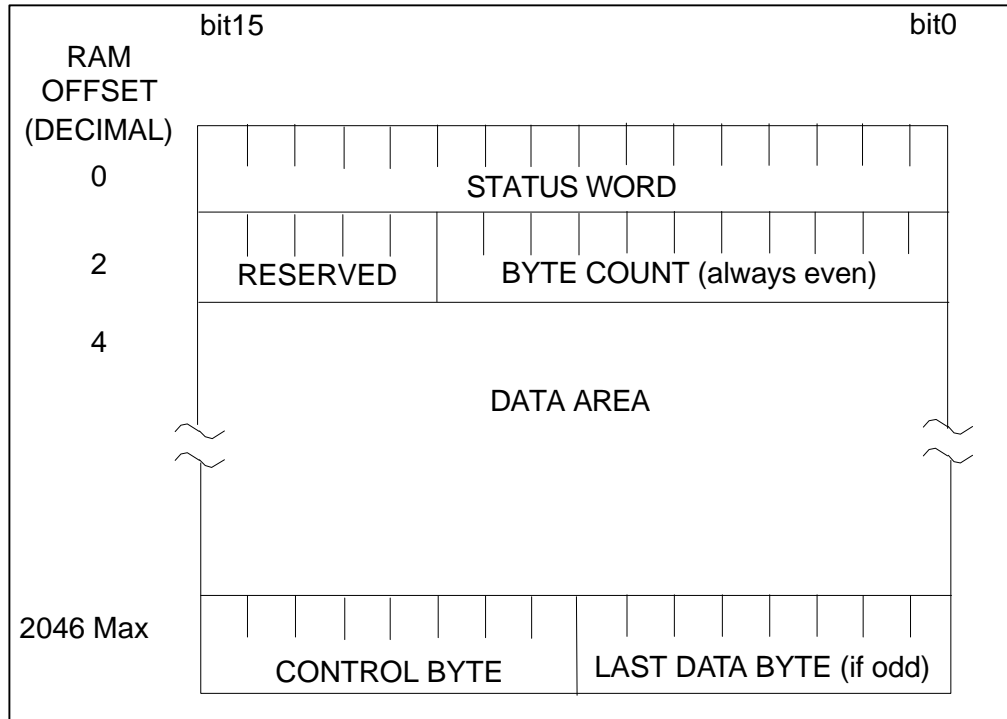 bit15 bit0
RAM
OFFSET
(DECIMAL)
0 STATUS WORD
2 RESERVED BYTE COUNT (always even)
4
DATA AREA
2046 Max CONTROL BYTE LAST DATA BYTE (if odd)